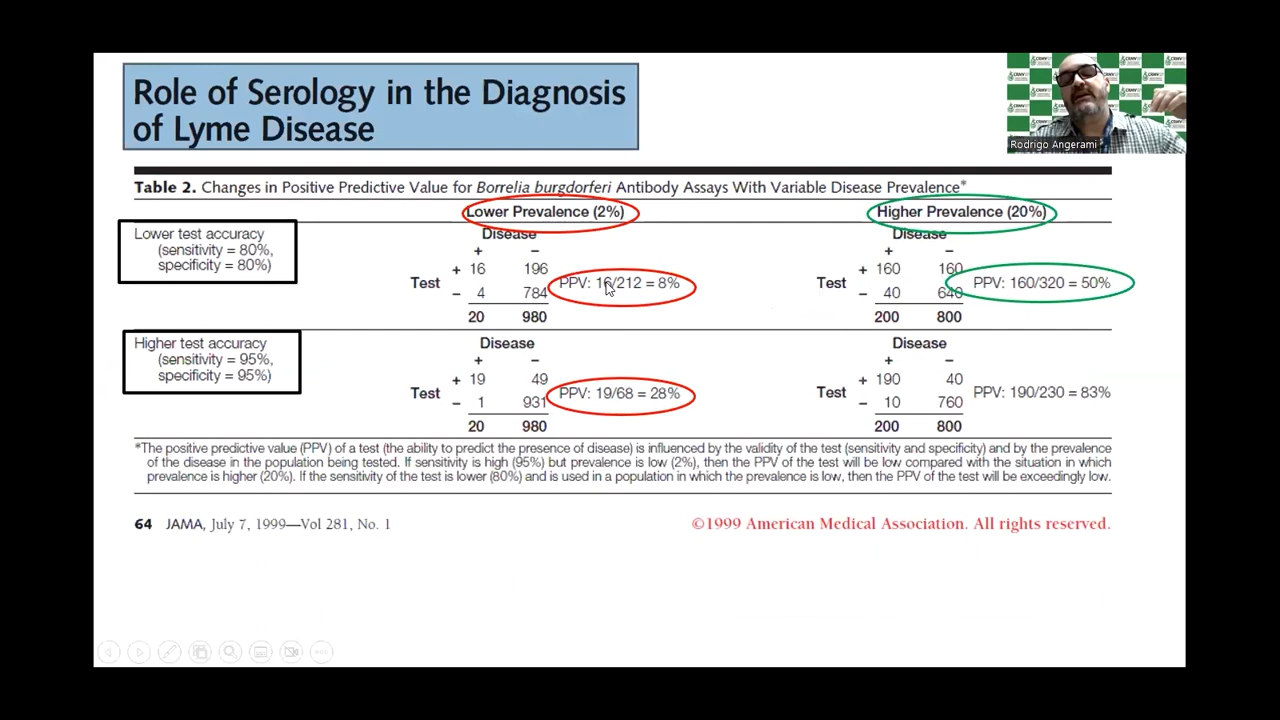 Role of Serology in the Diagnosis
of Lyme Disease
Rodrigo Angerami
Table 2. Changes in Positive Predictive Value for Borrelia burgdorferi Antibody Assays With Variable Disease Prevalence*
Lower Prevalence (2%) Higher Prevalence (20%)
Lower test accuracy
(sensitivity = 80%,
specificity = 80%)
Disease
+ −
Test
+ 16 196
− 4 784
20 980
PPV: 16/212 = 8%
Disease
+ −
Test
+ 160 160
− 40 640
200 800
PPV: 160/320 = 50%
Higher test accuracy
(sensitivity = 95%,
specificity = 95%)
Disease
+ −
Test
+ 19 49
− 1 931
20 980
PPV: 19/68 = 28%
Disease
+ −
Test
+ 190 40
− 10 760
200 800
PPV: 190/230 = 83%
*The positive predictive value (PPV) of a test (the ability to predict the presence of disease) is influenced by the validity of the test (sensitivity and specificity) and by the prevalence
of the disease in the population being tested. If sensitivity is high (95%) but prevalence is low (2%), then the PPV of the test will be low compared with the situation in which
prevalence is higher (20%). If the sensitivity of the test is lower (80%) and is used in a population in which the prevalence is low, then the PPV of the test will be exceedingly low.
64 JAMA, July 7, 1999—Vol 281, No. 1
©1999 American Medical Association. All rights reserved.